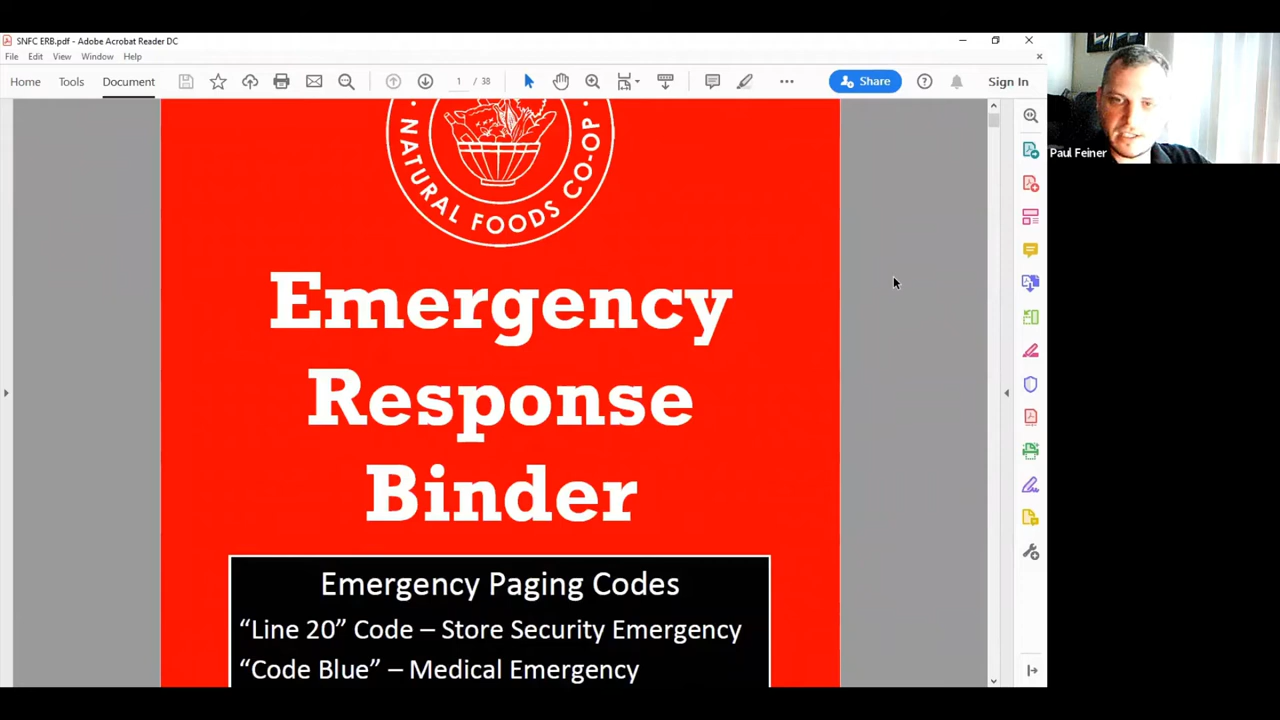 SNFC ERB.pdf - Adobe Acrobat Reader DC
File Edit View Window Help
Home Tools Document 1 / 38 Share Sign In
Paul Feiner
NATURAL FOODS CO-OP
Emergency
Response
Binder
Emergency Paging Codes
“Line 20” Code – Store Security Emergency
“Code Blue” – Medical Emergency